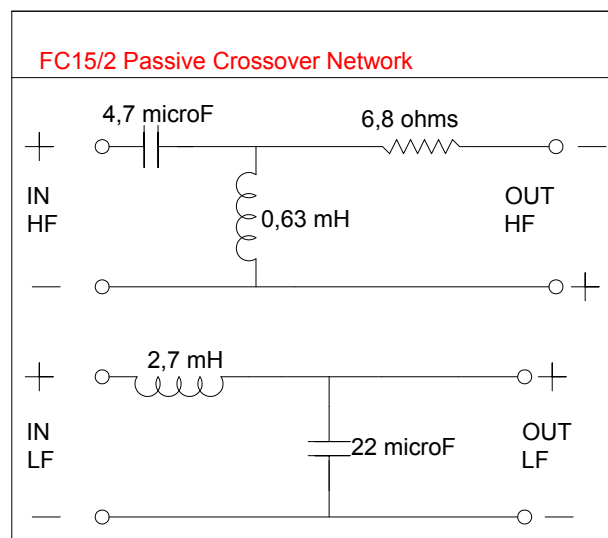 FC15/2 Passive Crossover Network
4,7 microF
6,8 ohms
+
—
IN
HF
OUT
HF
0,63 mH
—
+
2,7 mH
+
+
IN
LF
OUT
LF
22 microF
—
—